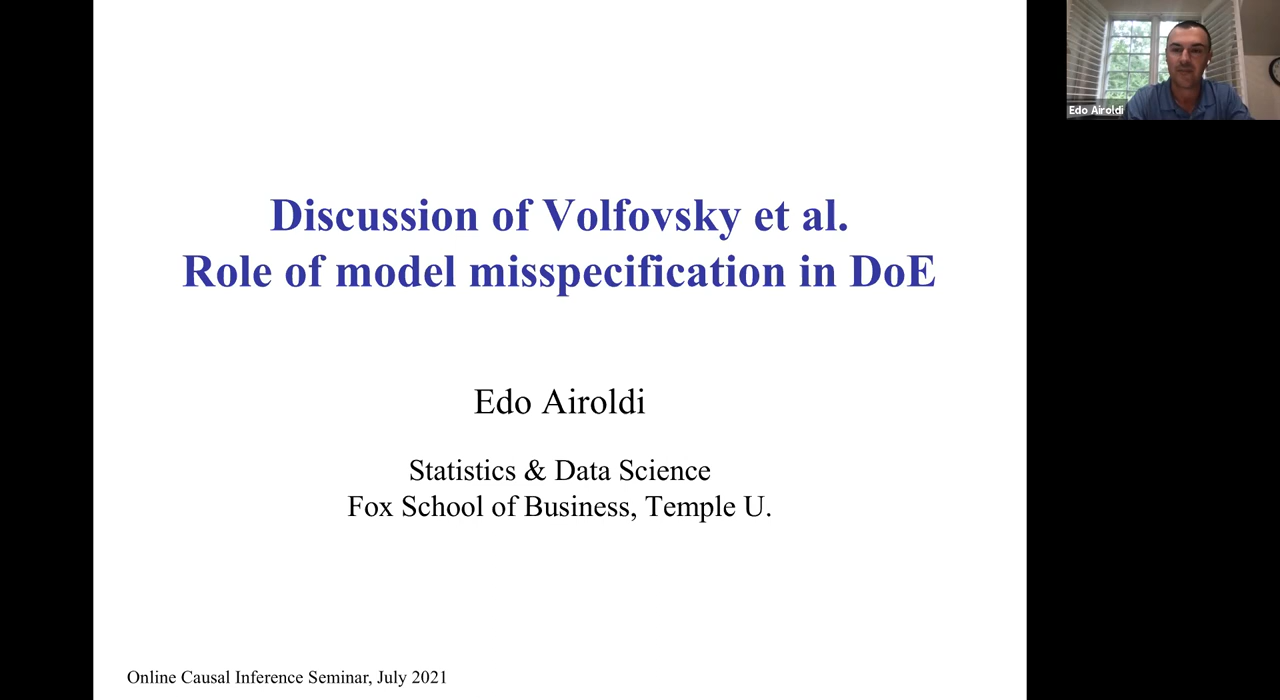 Discussion of Volfovsky et al.
Role of model misspecification in DoE
Edo Airoldi
Statistics & Data Science
Fox School of Business, Temple U.
Online Causal Inference Seminar, July 2021
Edo Airoldi